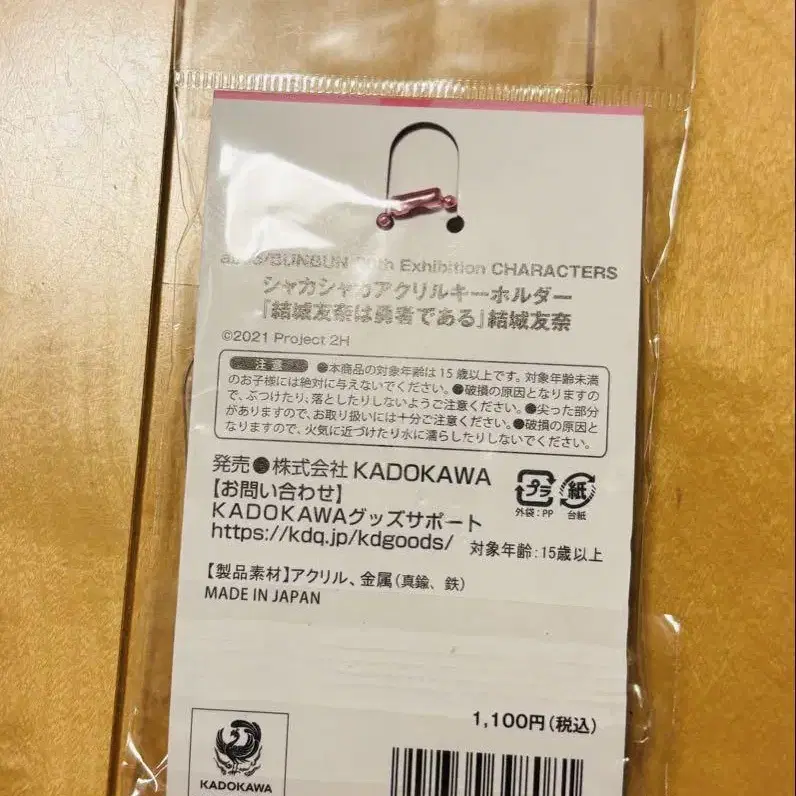 Exhibition CHARACTERS
シャカシャカアクリルキーホルダー
「結城友奈は勇者である」結城友奈
©2021 Project 2H
注意 ●本商品の対象年齢は15歳以上です。対象年齢未満
のお子様には絶対に与えないでください。●破損の原因となりますの
で、ぶつけたり、落としたりしないようご注意ください。●尖った部分
がありますので、お取り扱いには十分ご注意ください。●破損の原因と
なりますので、火気に近づけたり水に濡らしたりしないでください。
発売●株式会社 KADOKAWA
【お問い合わせ】
KADOKAWAグッズサポート
https://kdq.jp/kdgoods/
プラ 紙
外袋:PP 台紙
対象年齢:15歳以上
【製品素材】アクリル、金属(真鍮、鉄)
MADE IN JAPAN
1,100円(税込)
KADOKAWA